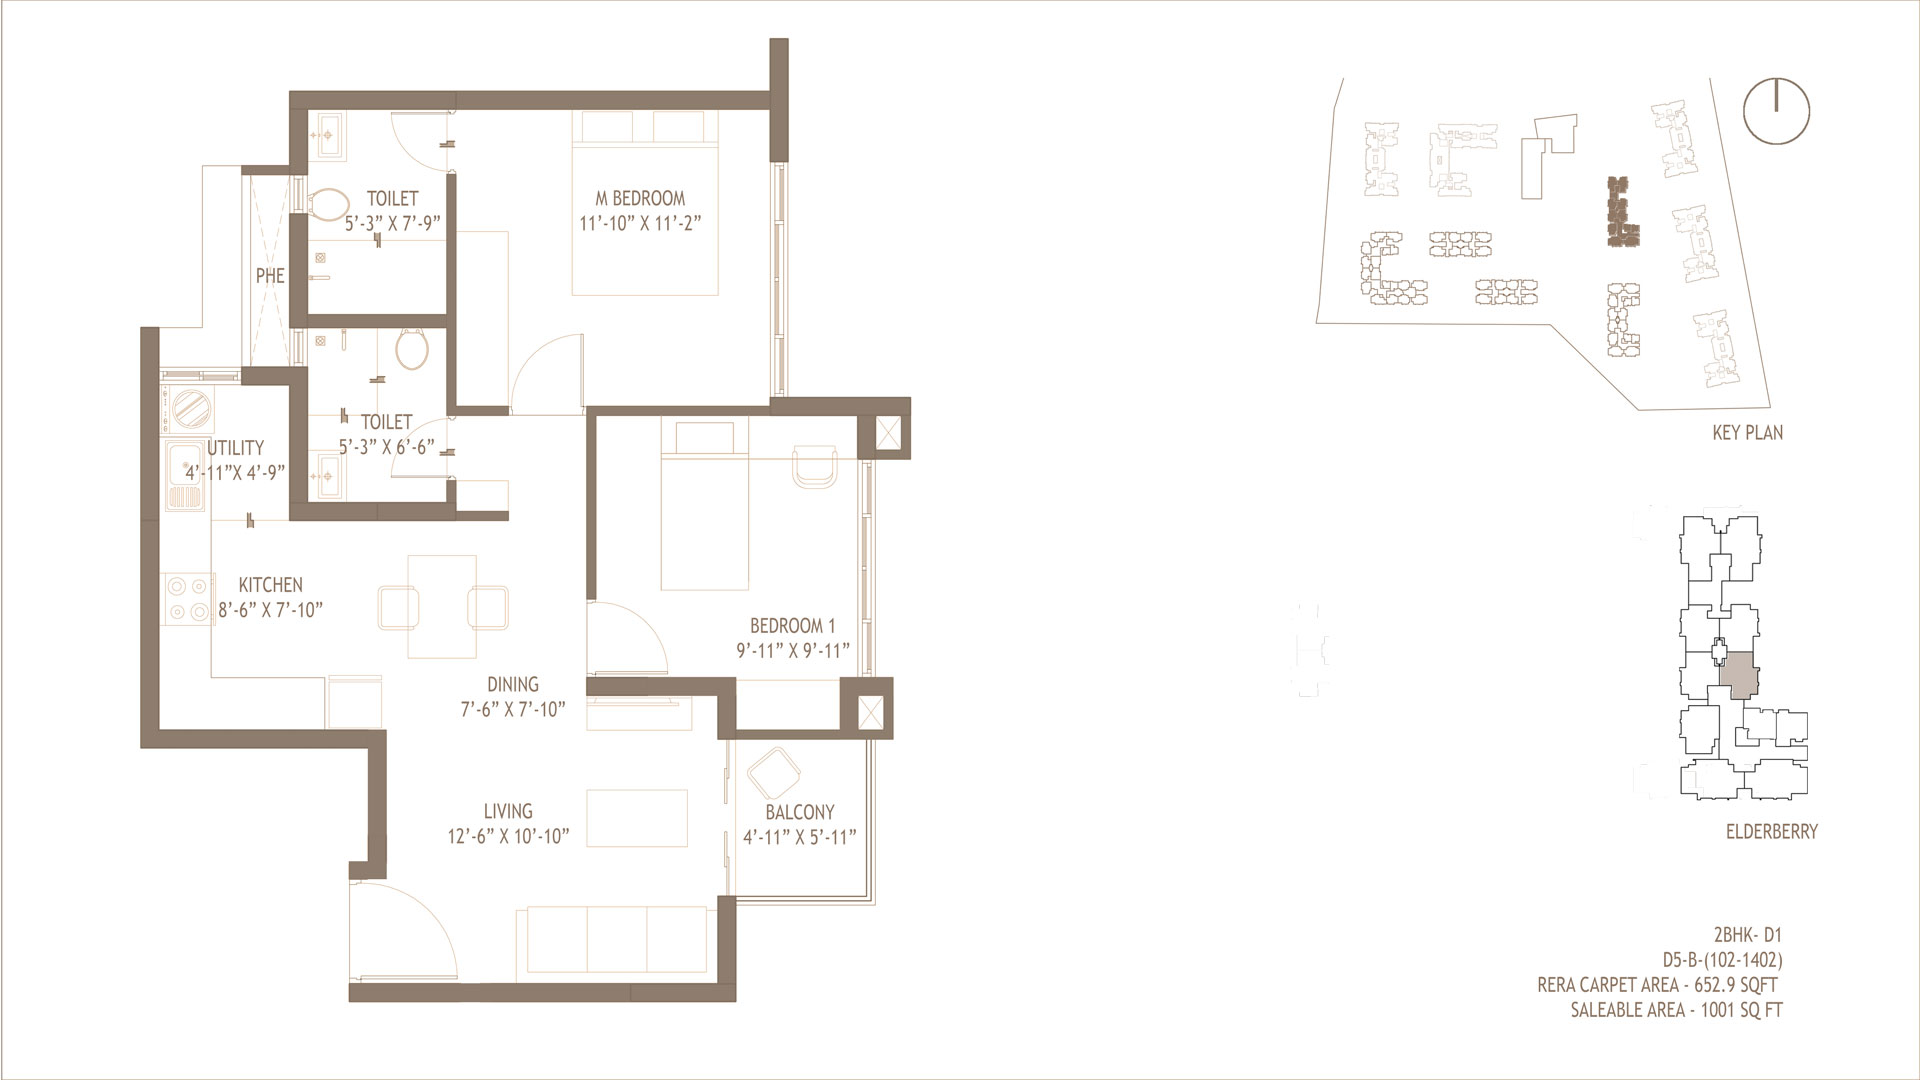 TOILET
5’-3” X 7’-9”
M BEDROOM
11’-10” X 11’-2”
PHE
TOILET
5’-3” X 6’-6”
UTILITY
4’-11”X 4’-9”
KITCHEN
8’-6” X 7’-10”
BEDROOM 1
9’-11” X 9’-11”
DINING
7’-6” X 7’-10”
LIVING
12’-6” X 10’-10”
BALCONY
4’-11” X 5’-11”
KEY PLAN
ELDERBERRY
2BHK- D1
D5-B-(102-1402)
RERA CARPET AREA - 652.9 SQFT
SALEABLE AREA - 1001 SQ FT